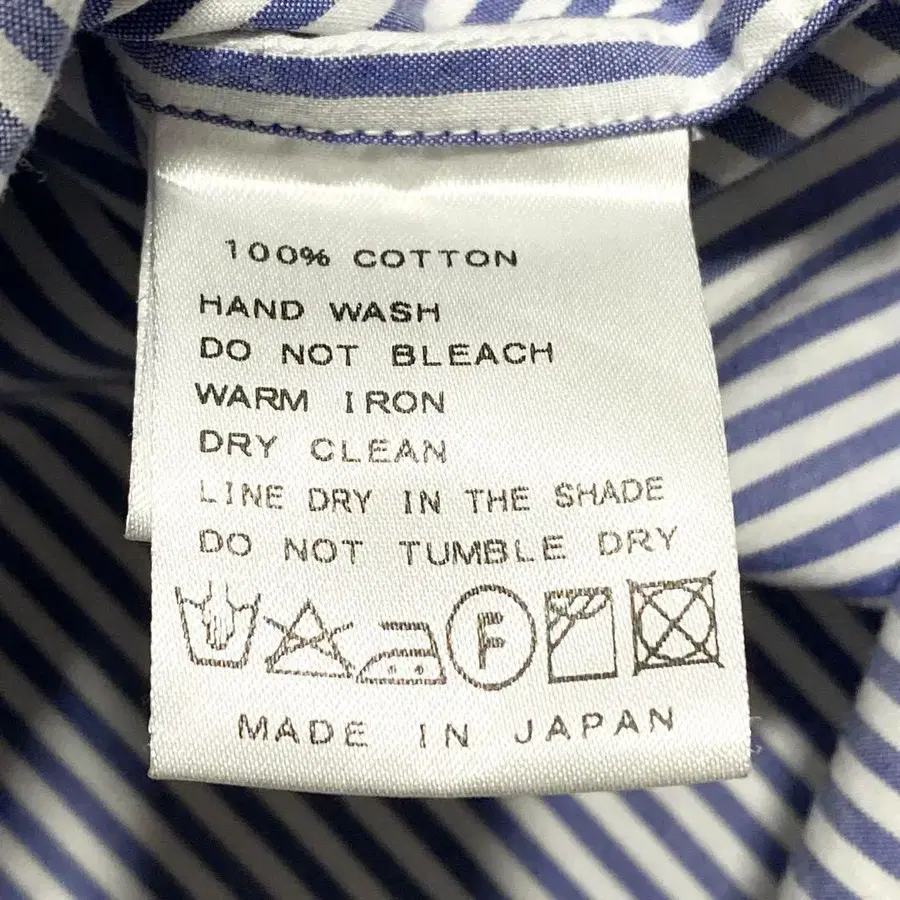 100% COTTON
HAND WASH
DO NOT BLEACH
WARM IRON
DRY CLEAN
LINE DRY IN THE SHADE
DO NOT TUMBLE DRY
F
MADE IN JAPAN